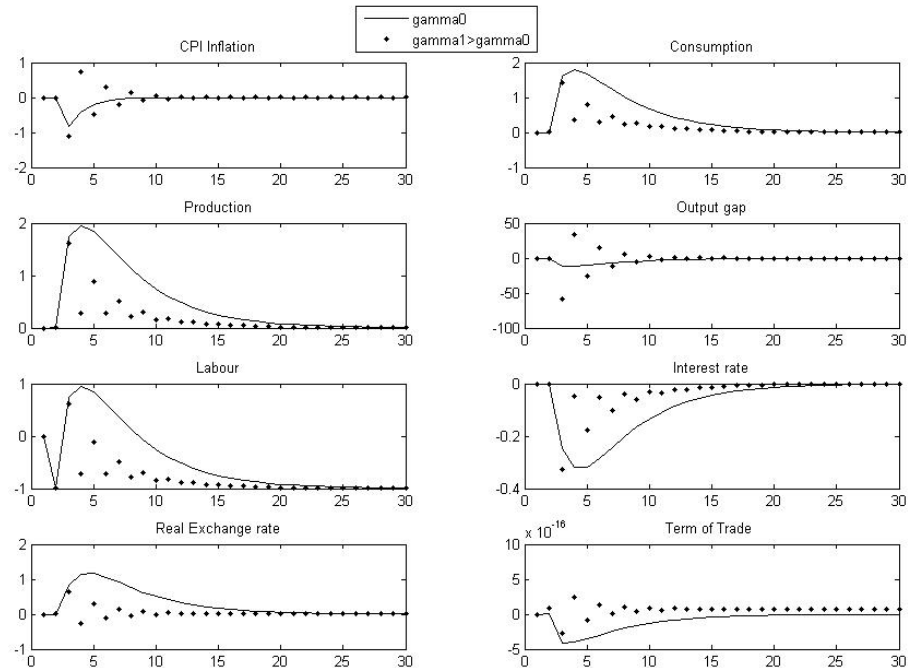 gamma0
gamma1>gamma0
CPI Inflation
1
0
-1
-2
0 5 10 15 20 25 30
Consumption
2
1
0
1
0 5 10 15 20 25 30
Production
2
1
0
0 5 10 15 20 25 30
Output gap
50
0
-50
-100
0 5 10 15 20 25 30
Labour
1
0
-1
0 5 10 15 20 25 30
Interest rate
0
-0.2
-0.4
0 5 10 15 20 25 30
Real Exchange rate
2
1
0
-1
0 5 10 15 20 25 30
Term of Trade
x 10^-16
10
5
0
-5
0 5 10 15 20 25 30